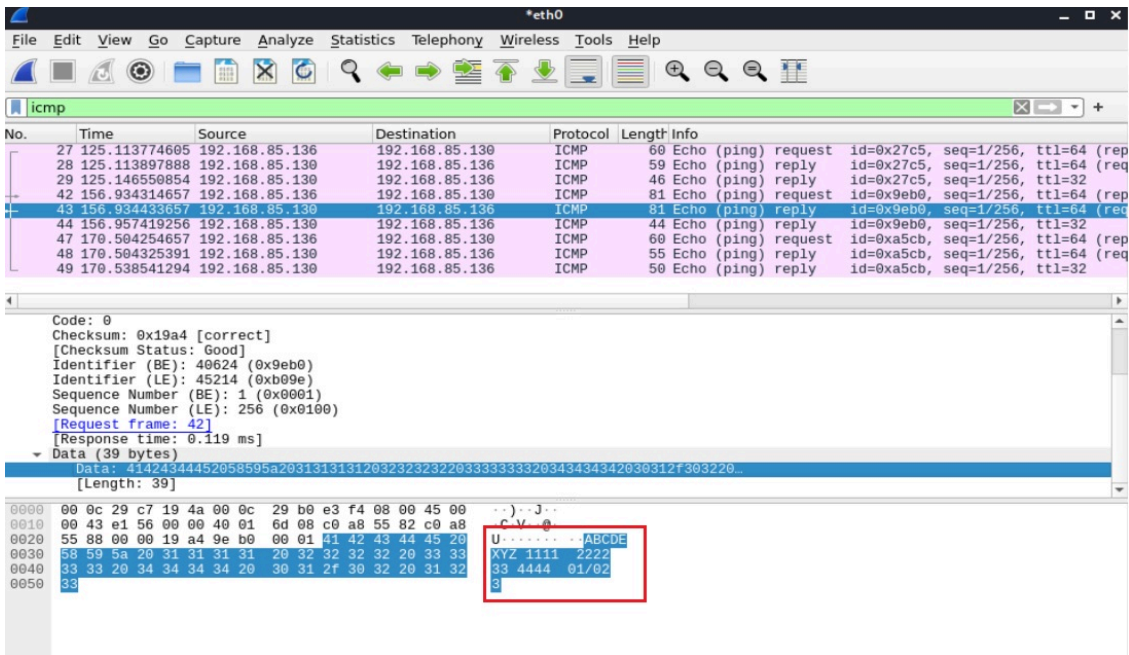 *eth0
File Edit View Go Capture Analyze Statistics Telephony Wireless Tools Help
icmp
No. Time Source Destination Protocol Length Info
27 125.113774605 192.168.85.136 192.168.85.130 ICMP 60 Echo (ping) request id=0x27c5, seq=1/256, ttl=64 (rep
28 125.113897888 192.168.85.130 192.168.85.136 ICMP 59 Echo (ping) reply id=0x27c5, seq=1/256, ttl=64 (req
29 125.146550854 192.168.85.130 192.168.85.136 ICMP 46 Echo (ping) reply id=0x27c5, seq=1/256, ttl=32
42 156.934314657 192.168.85.136 192.168.85.130 ICMP 81 Echo (ping) request id=0x9eb0, seq=1/256, ttl=64 (rep
43 156.934433657 192.168.85.130 192.168.85.136 ICMP 81 Echo (ping) reply id=0x9eb0, seq=1/256, ttl=64 (req
44 156.957419256 192.168.85.130 192.168.85.136 ICMP 44 Echo (ping) reply id=0x9eb0, seq=1/256, ttl=32
47 170.504254657 192.168.85.136 192.168.85.130 ICMP 60 Echo (ping) request id=0xa5cb, seq=1/256, ttl=64 (rep
48 170.504325391 192.168.85.130 192.168.85.136 ICMP 55 Echo (ping) reply id=0xa5cb, seq=1/256, ttl=64 (req
49 170.538541294 192.168.85.130 192.168.85.136 ICMP 50 Echo (ping) reply id=0xa5cb, seq=1/256, ttl=32
Code: 0
Checksum: 0x19a4 [correct]
[Checksum Status: Good]
Identifier (BE): 40624 (0x9eb0)
Identifier (LE): 45214 (0xb09e)
Sequence Number (BE): 1 (0x0001)
Sequence Number (LE): 256 (0x0100)
[Request frame: 42]
[Response time: 0.119 ms]
Data (39 bytes)
Data: 41424344452058595a20313131312032323232203333333320343434342030312f303220…
[Length: 39]
0000 00 0c 29 c7 19 4a 00 0c 29 b0 e3 f4 08 00 45 00 ··)··J··
0010 00 43 e1 56 00 00 40 01 6d 08 c0 a8 55 82 c0 a8 ·C·V··@·
0020 55 88 00 00 19 a4 9e b0 00 01 41 42 43 44 45 20 U······· ··ABCDE
0030 58 59 5a 20 31 31 31 31 20 32 32 32 32 20 33 33 XYZ 1111 2222
0040 33 33 20 34 34 34 34 20 30 31 2f 30 32 20 31 32 33 4444 01/02
0050 33 3